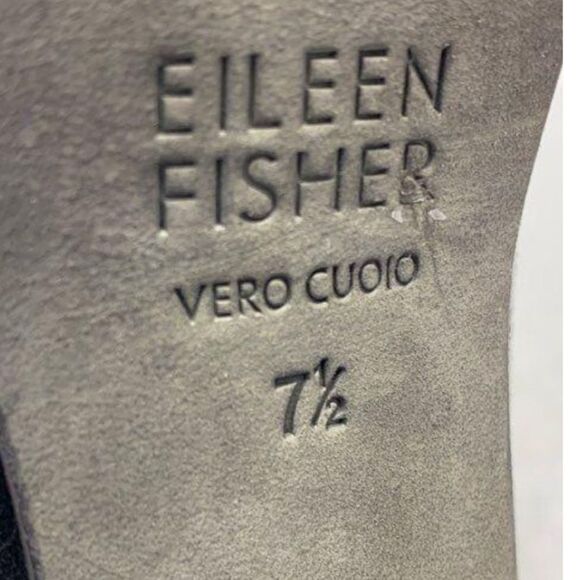 EILEEN
FISHER
VERO CUOIO
7½